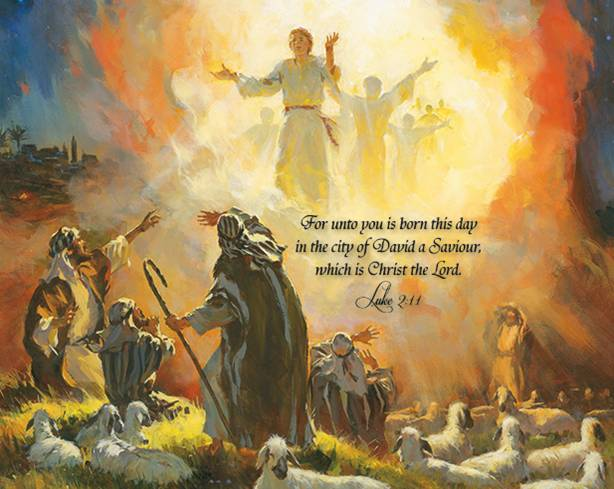 For unto you is born this day
in the city of David a Saviour,
which is Christ the Lord.
Luke 2:11